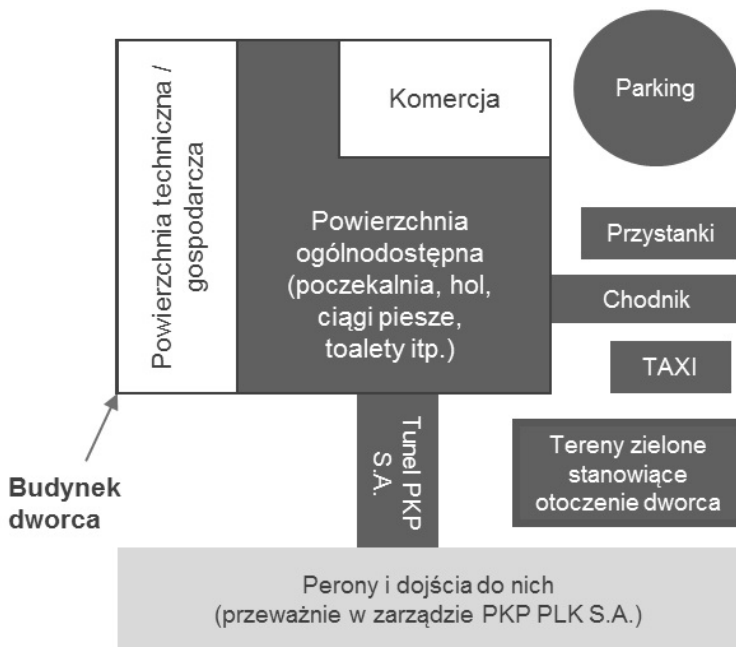 Powierzchnia techniczna /
gospodarcza
Komercja
Parking
Powierzchnia
ogólnodostępna
(poczekalnia, hol,
ciągi piesze,
toalety itp.)
Przystanki
Chodnik
TAXI
Tunel PKP
S.A.
Tereny zielone
stanowiące
otoczenie dworca
Budynek
dworca
Perony i dojścia do nich
(przeważnie w zarządzie PKP PLK S.A.)